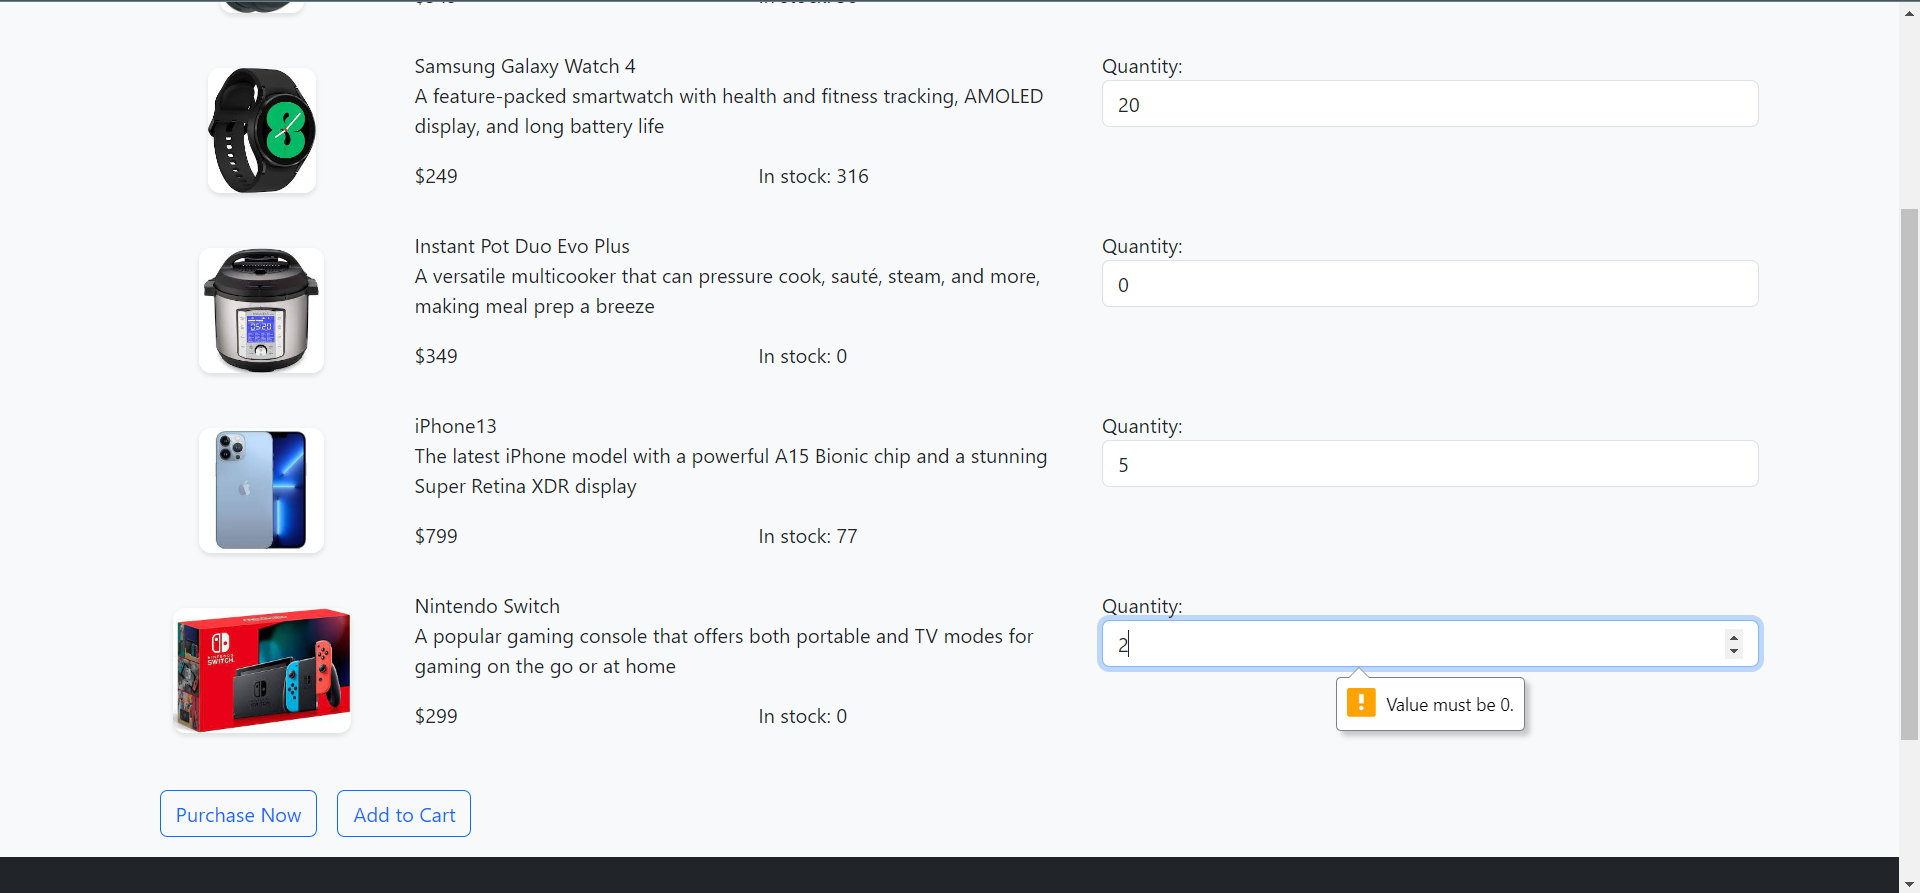 Samsung Galaxy Watch 4
A feature-packed smartwatch with health and fitness tracking, AMOLED
display, and long battery life
$249
In stock: 316
Quantity:
20
Instant Pot Duo Evo Plus
A versatile multicooker that can pressure cook, sauté, steam, and more,
making meal prep a breeze
$349
In stock: 0
Quantity:
0
iPhone13
The latest iPhone model with a powerful A15 Bionic chip and a stunning
Super Retina XDR display
$799
In stock: 77
Quantity:
5
NINTENDO
SWITCH
Nintendo Switch
A popular gaming console that offers both portable and TV modes for
gaming on the go or at home
$299
In stock: 0
Quantity:
2
Value must be 0.
Purchase Now
Add to Cart